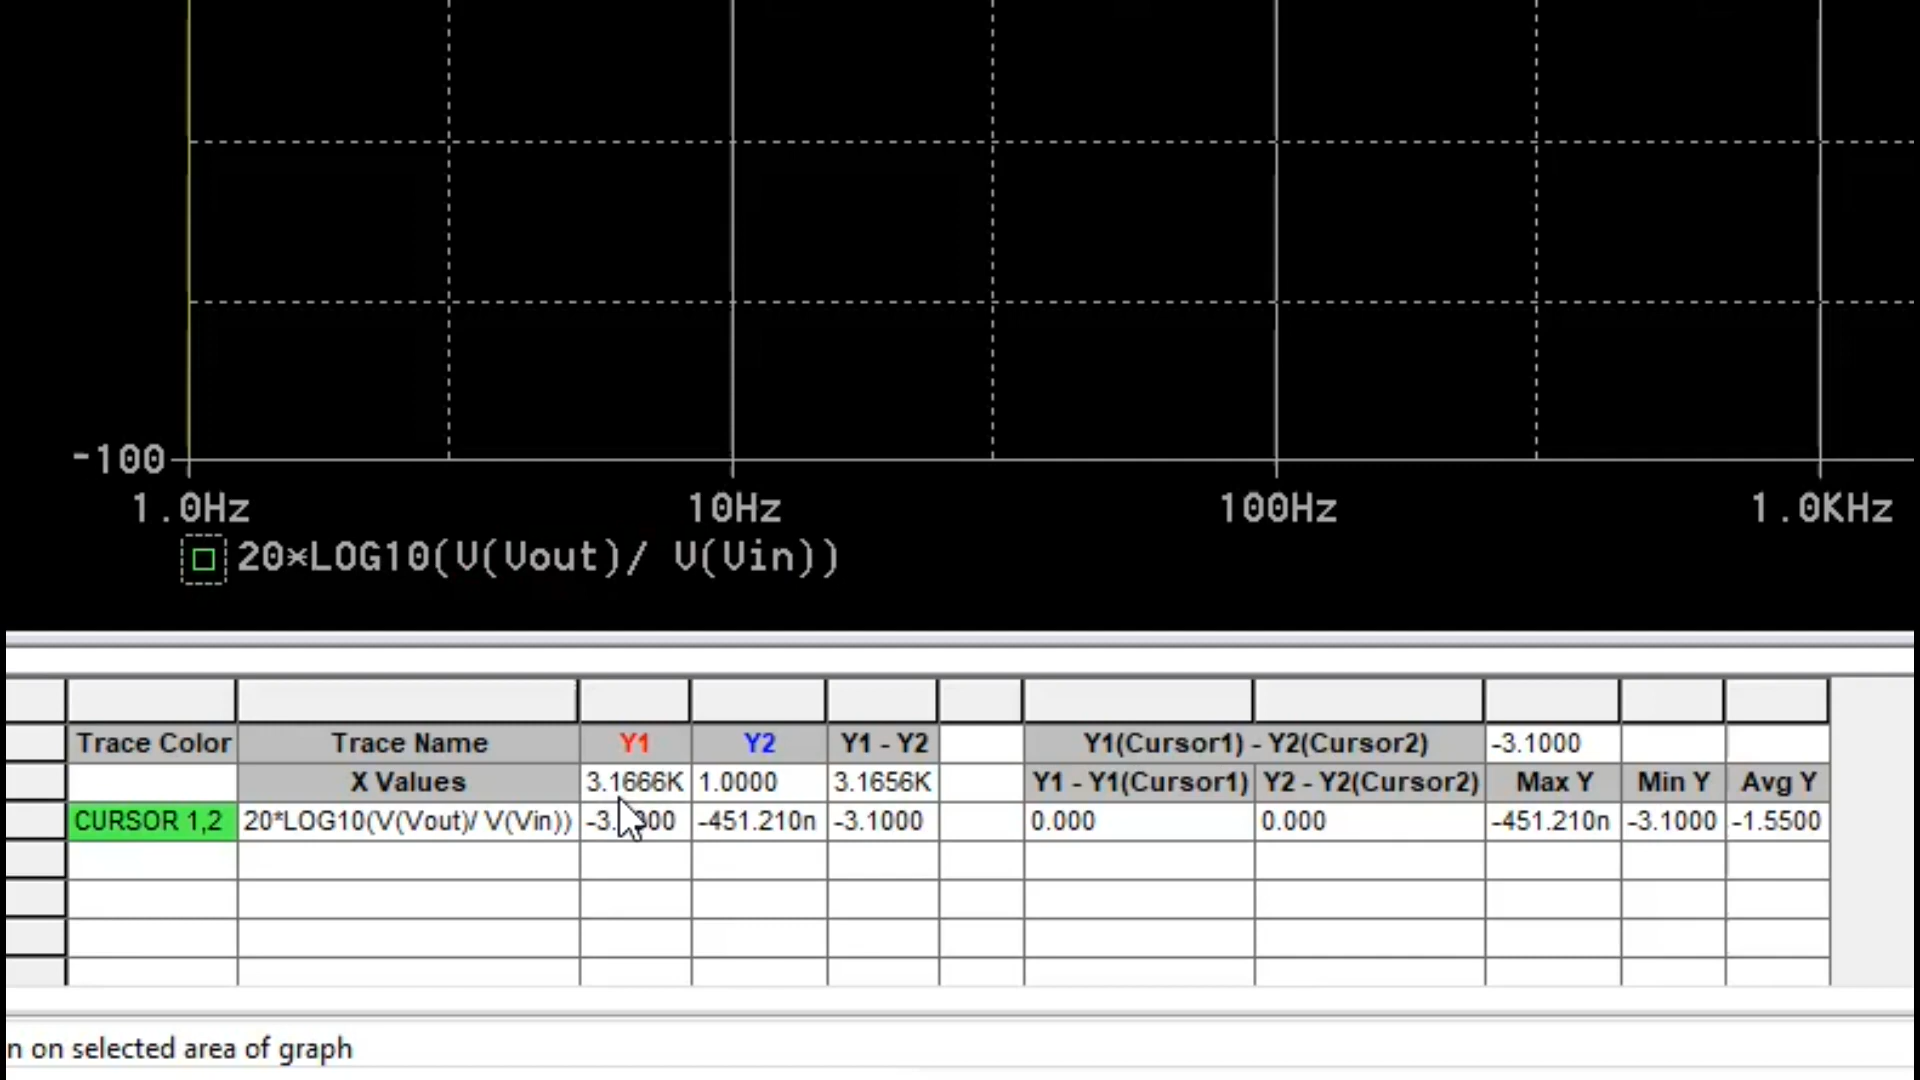 -100
1.0Hz 10Hz 100Hz 1.0KHz
20*LOG10(V(Vout)/ V(Vin))
Trace Color Trace Name Y1 Y2 Y1 - Y2 Y1(Cursor1) - Y2(Cursor2) -3.1000
X Values 3.1666K 1.0000 3.1656K Y1 - Y1(Cursor1) Y2 - Y2(Cursor2) Max Y Min Y Avg Y
CURSOR 1,2 20*LOG10(V(Vout)/ V(Vin)) -451.210n -3.1000 0.000 0.000 -451.210n -3.1000 -1.5500
n on selected area of graph